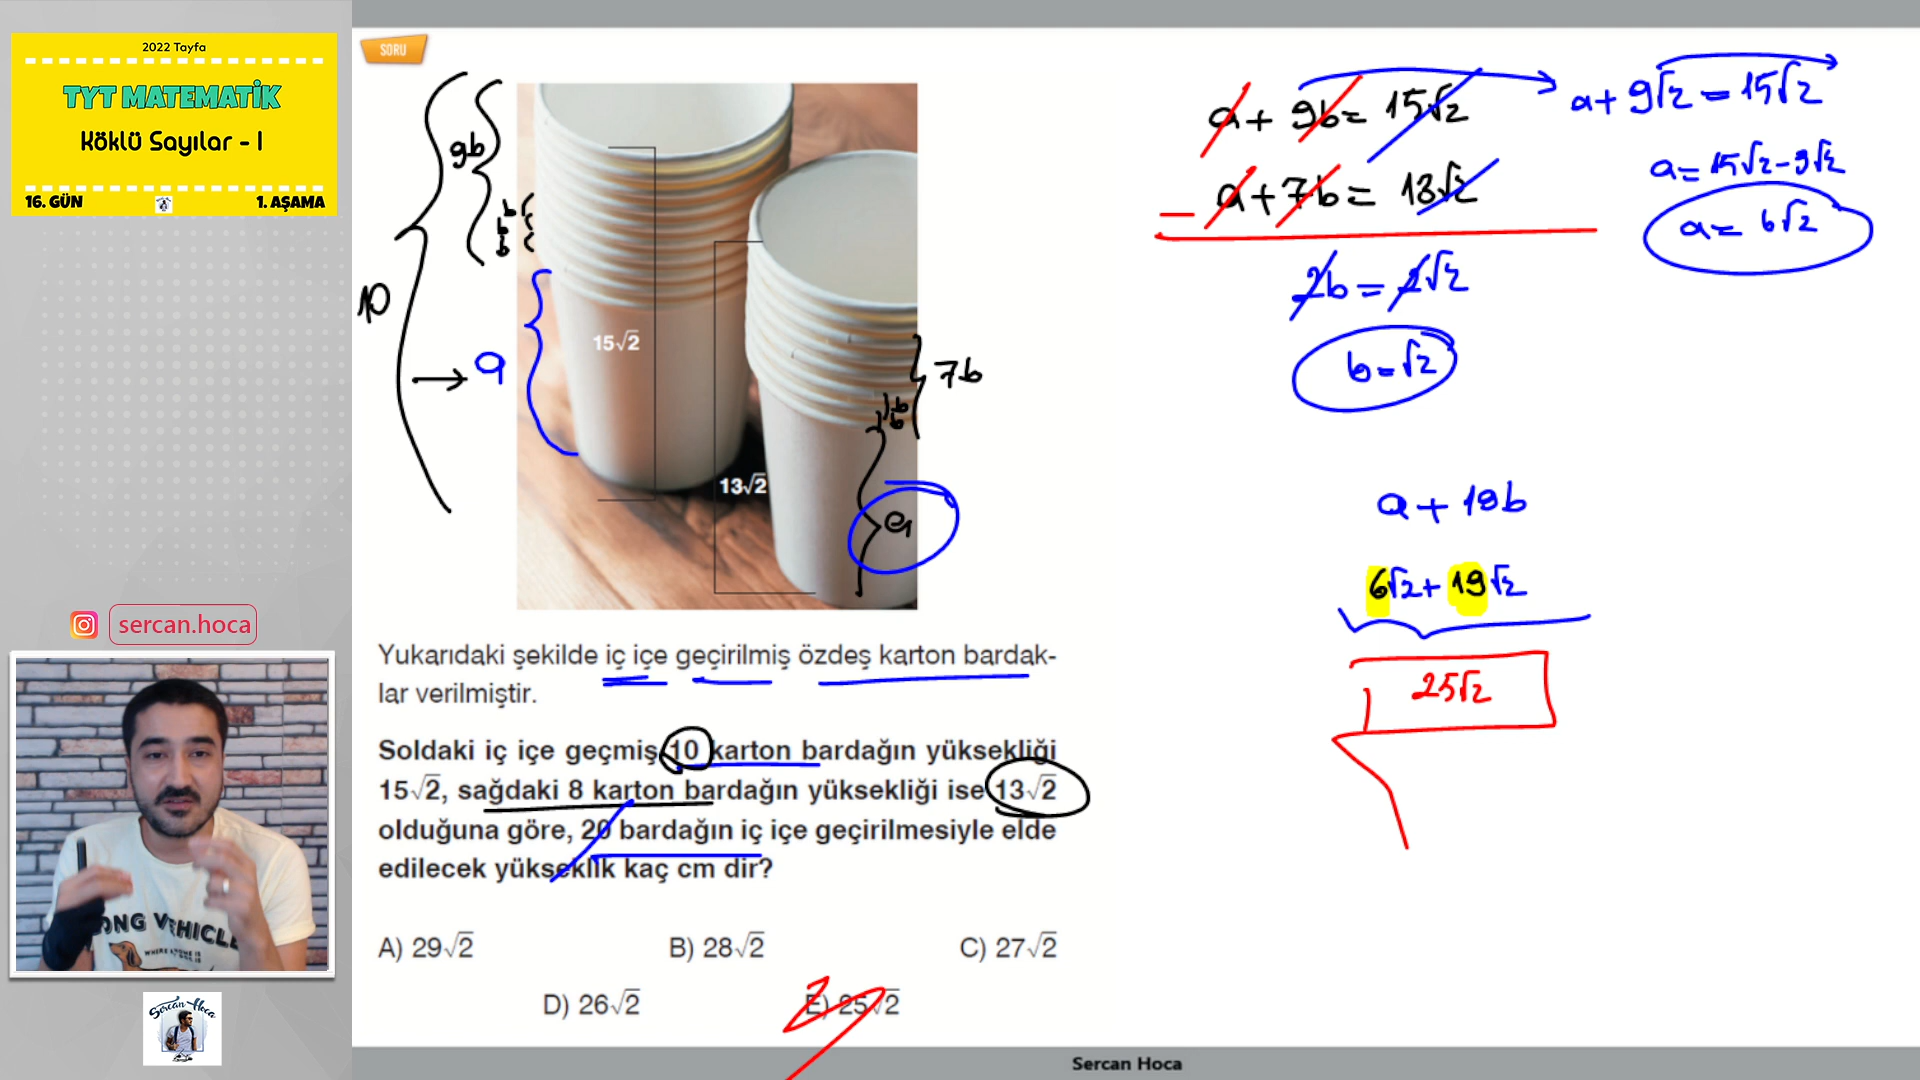 2022 Tayfa
TYT MATEMATİK
Köklü Sayılar - I
16. GÜN
1. AŞAMA
sercan.hoca
ONG VEHICLE
Sercan Hoca
SORU
10
9b
b
b
b
a
15√2
13√2
7b
b
b
a
Yukarıdaki şekilde iç içe geçirilmiş özdeş karton bardak-
lar verilmiştir.
Soldaki iç içe geçmiş 10 karton bardağın yüksekliği
15√2, sağdaki 8 karton bardağın yüksekliği ise 13√2
olduğuna göre, 20 bardağın iç içe geçirilmesiyle elde
edilecek yükseklik kaç cm dir?
A) 29√2
B) 28√2
C) 27√2
D) 26√2
E) 25√2
a + 9b = 15√2
a + 7b = 13√2
2b = 2√2
b = √2
a + 9√2 = 15√2
a = 15√2 - 9√2
a = 6√2
a + 19b
6√2 + 19√2
25√2
Sercan Hoca